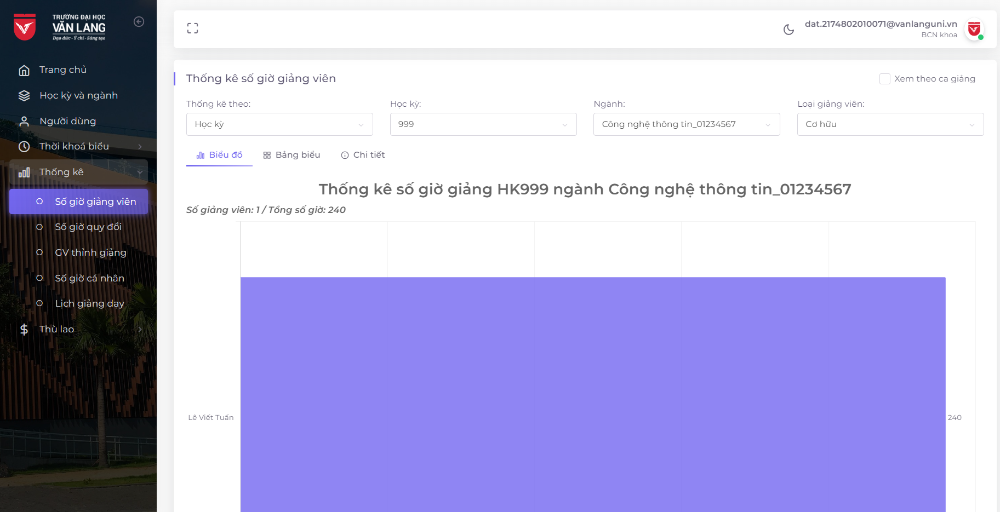 TRƯỜNG ĐẠI HỌC
VĂN LANG
Đạo đức - Ý chí - Sáng tạo
Trang chủ
Học kỳ và ngành
Người dùng
Thời khoá biểu
Thống kê
Số giờ giảng viên
Số giờ quy đổi
GV thỉnh giảng
Số giờ cá nhân
Lịch giảng dạy
Thù lao
dat.2174802010071@vanlanguni.vn
BCN khoa
Thống kê số giờ giảng viên
Xem theo ca giảng
Thống kê theo: Học kỳ: Ngành: Loại giảng viên:
Học kỳ 999 Công nghệ thông tin_01234567 Cơ hữu
Biểu đồ Bảng biểu Chi tiết
Thống kê số giờ giảng HK999 ngành Công nghệ thông tin_01234567
Số giảng viên: 1 / Tổng số giờ: 240
Lê Viết Tuấn 240